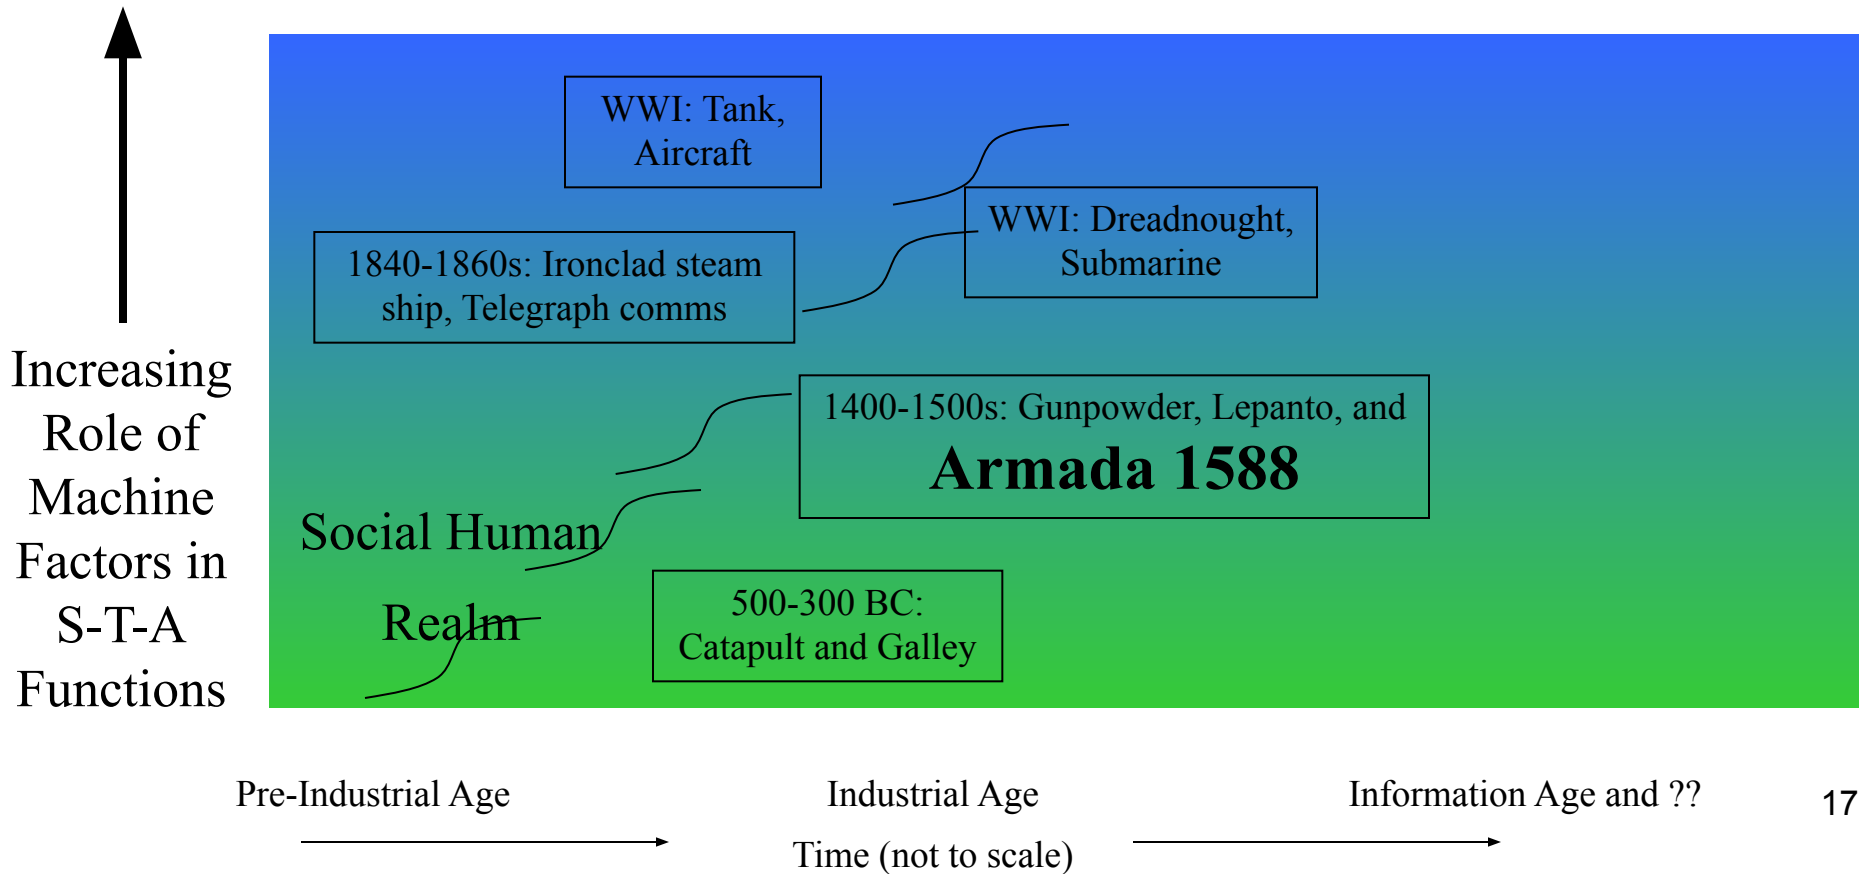 WWI: Tank,
Aircraft
WWI: Dreadnought,
Submarine
1840-1860s: Ironclad steam
ship, Telegraph comms
Increasing
Role of
Machine
Factors in
S-T-A
Functions
1400-1500s: Gunpowder, Lepanto, and
Armada 1588
Social Human
Realm
500-300 BC:
Catapult and Galley
Pre-Industrial Age
Industrial Age
Information Age and ??
17
Time (not to scale)